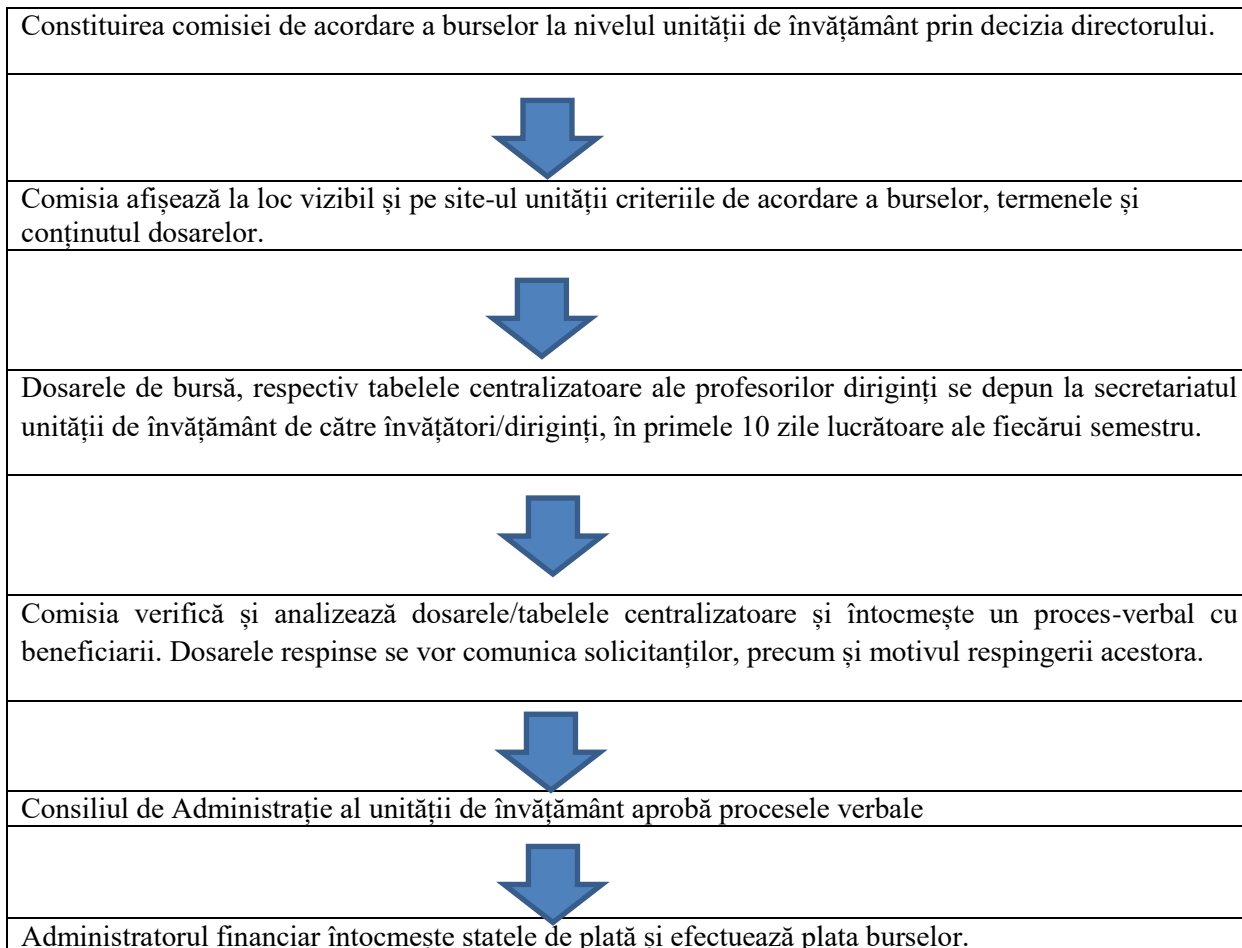 Constituirea comisiei de acordare a burselor la nivelul unității de învățământ prin decizia directorului.
Comisia afișează la loc vizibil și pe site-ul unității criteriile de acordare a burselor, termenele și
conținutul dosarelor.
Dosarele de bursă, respectiv tabelele centralizatoare ale profesorilor diriginți se depun la secretariatul
unității de învățământ de către învățători/diriginți, în primele 10 zile lucrătoare ale fiecărui semestru.
Comisia verifică și analizează dosarele/tabelele centralizatoare și întocmește un proces-verbal cu
beneficiarii. Dosarele respinse se vor comunica solicitanților, precum și motivul respingerii acestora.
Consiliul de Administrație al unității de învățământ aprobă procesele verbale
Administratorul financiar întocmește statele de plată și efectuează plata burselor.